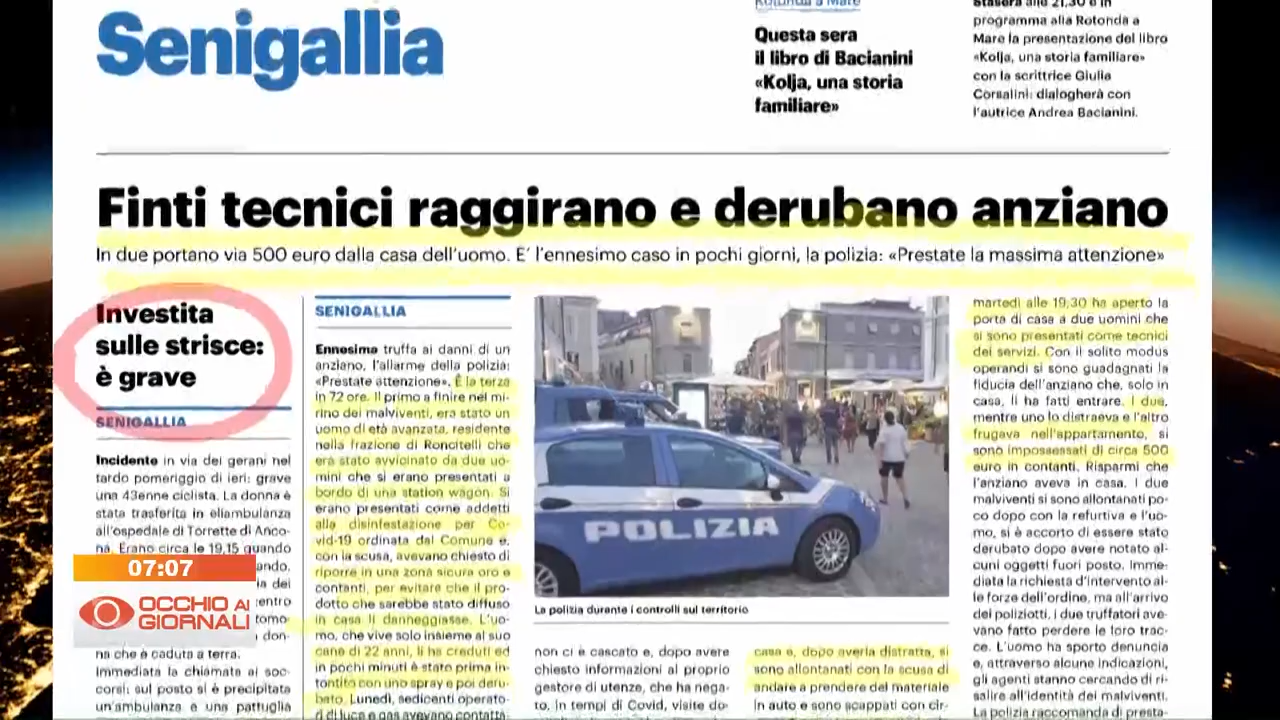 Senigallia
Rotonda a Mare
Questa sera
il libro di Bacianini
«Kolja, una storia
familiare»
Stasera alle 21,30 è in
programma alla Rotonda a
Mare la presentazione del libro
«Kolja, una storia familiare»
con la scrittrice Giulia
Corsalini: dialogherà con
l'autrice Andrea Bacianini.
Finti tecnici raggirano e derubano anziano
In due portano via 500 euro dalla casa dell'uomo. E' l'ennesimo caso in pochi giorni, la polizia: «Prestate la massima attenzione»
Investita
sulle strisce:
è grave
SENIGALLIA
Incidente in via dei gerani nel
tardo pomeriggio di ieri: grave
una 43enne ciclista. La donna è
stata trasferita in eliambulanza
all'ospedale di Torrette di Anco-
na. Erano circa le 19,15 quando
ando,
ia dei
entro
tomo
don-
na che è caduta a terra.
Immediata la chiamata ai soc-
corsi: sul posto si è precipitata
un'ambulanza e una pattuglia
SENIGALLIA
Ennesima truffa ai danni di un
anziano, l'allarme della polizia:
«Prestate attenzione». È la terza
in 72 ore. Il primo a finire nel mi-
rino dei malviventi, era stato un
uomo di età avanzata, residente
nella frazione di Roncitelli che
era stato avvicinato da due uo-
mini che si erano presentati a
bordo di una station wagon. Si
erano presentati come addetti
alla disinfestazione per Co-
vid-19 ordinata dal Comune e,
con la scusa, avevano chiesto di
riporre in una zona sicura oro e
contanti, per evitare che il pro-
dotto che sarebbe stato diffuso
in casa li danneggiasse. L'uo-
mo, che vive solo insieme al suo
cane di 22 anni, li ha creduti ed
in pochi minuti è stato prima in-
tontito con uno spray e poi deru-
bato. Lunedì, sedicenti operato-
ri di luce e gas avevano contatta-
POLIZIA
La polizia durante i controlli sul territorio
non ci è cascato e, dopo avere
chiesto informazioni al proprio
gestore di utenze, che ha nega-
to. In tempi di Covid, visite do-
casa e, dopo averla distratta, si
sono allontanati con la scusa di
andare a prendere del materiale
in auto e sono scappati con cir-
martedì alle 19,30 ha aperto la
porta di casa a due uomini che
si sono presentati come tecnici
dei servizi. Con il solito modus
operandi si sono guadagnati la
fiducia dell'anziano che, solo in
casa, li ha fatti entrare. I due,
mentre uno lo distraeva e l'altro
frugava nell'appartamento, si
sono impossessati di circa 500
euro in contanti. Risparmi che
l'anziano aveva in casa. I due
malviventi si sono allontanati po-
co dopo con la refurtiva e l'uo-
mo, si è accorto di essere stato
derubato dopo avere notato al-
cuni oggetti fuori posto. Imme-
diata la richiesta d'intervento al-
le forze dell'ordine, ma all'arrivo
dei poliziotti, i due truffatori ave-
vano fatto perdere le loro trac-
ce. L'uomo ha sporto denuncia
e, attraverso alcune indicazioni,
gli agenti stanno cercando di ri-
salire all'identità dei malviventi.
La polizia raccomanda di presta-
07:07
OCCHIO AI
GIORNALI